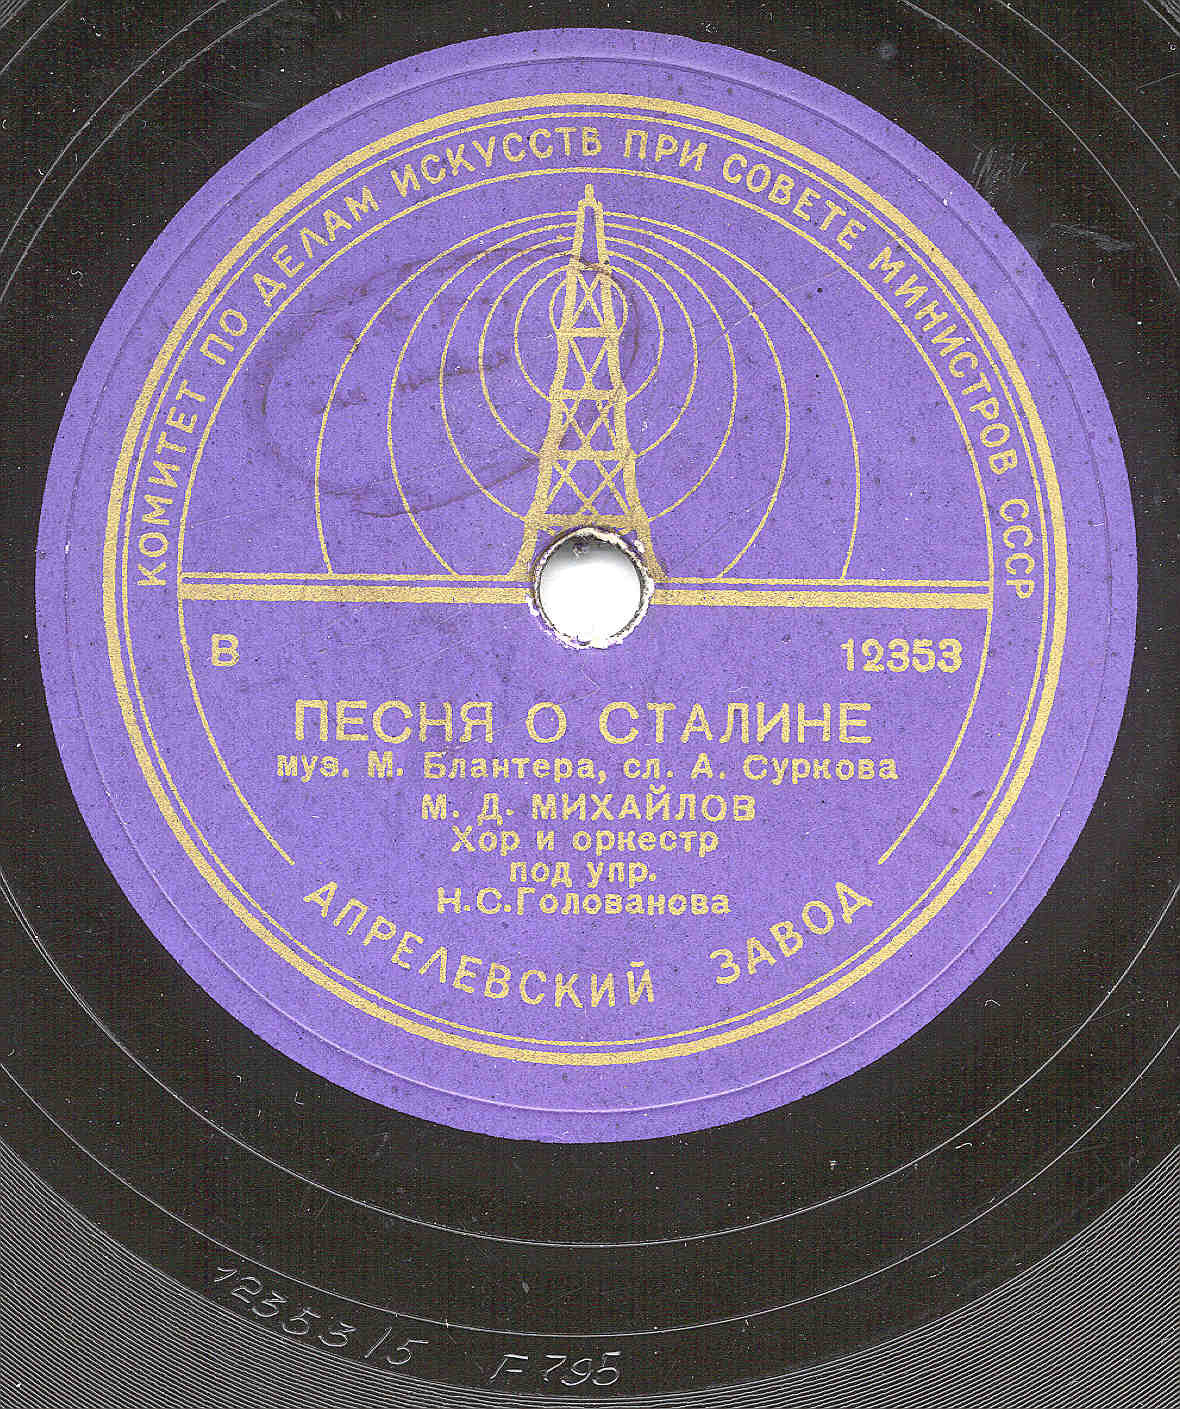 КОМИТЕТ ПО ДЕЛАМ ИСКУССТВ ПРИ СОВЕТЕ МИНИСТРОВ СССР
В 12353
ПЕСНЯ О СТАЛИНЕ
муз. М. Блантера, сл. А. Суркова
М. Д. МИХАЙЛОВ
Хор и оркестр
под упр.
Н.С.Голованова
АПРЕЛЕВСКИЙ ЗАВОД
12353/5
F 795